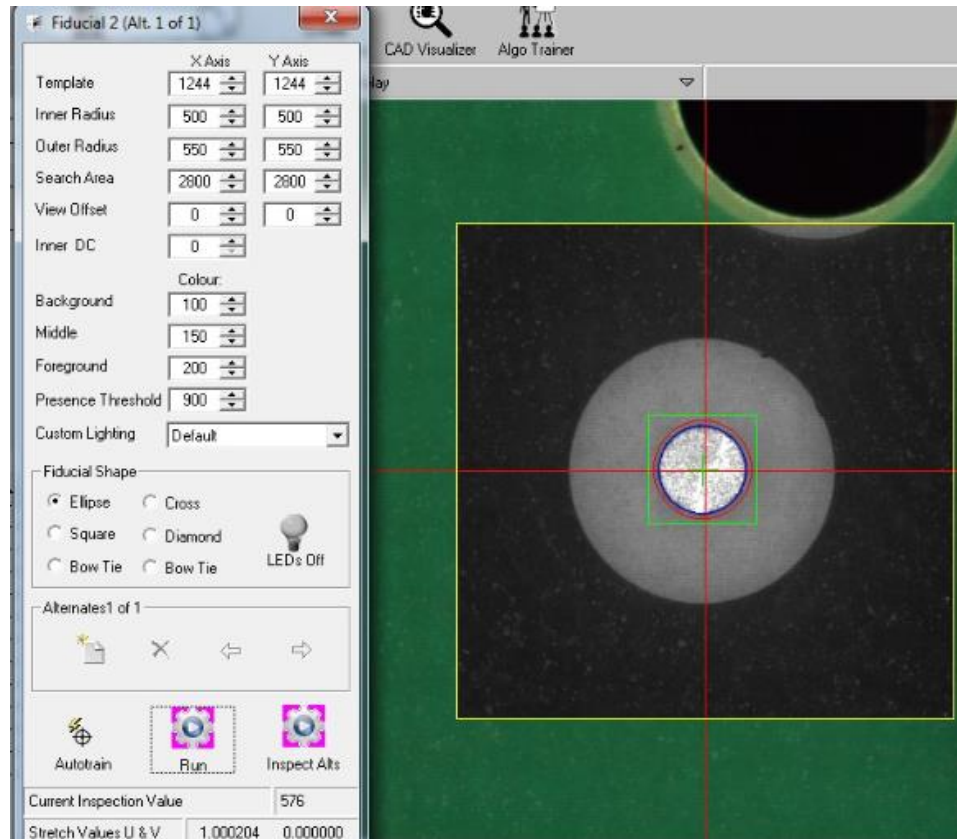 Fiducial 2 (Alt. 1 of 1)
CAD Visualizer Algo Trainer
lay
X Axis Y Axis
Template 1244 1244
Inner Radius 500 500
Outer Radius 550 550
Search Area 2800 2800
View Offset 0 0
Inner DC 0
Colour:
Background 100
Middle 150
Foreground 200
Presence Threshold 900
Custom Lighting Default
Fiducial Shape
Ellipse Cross
Square Diamond
Bow Tie Bow Tie
LEDs Off
Alternates1 of 1
Autotrain Run Inspect Alts
Current Inspection Value 576
Stretch Values U & V 1.000204 0.000000